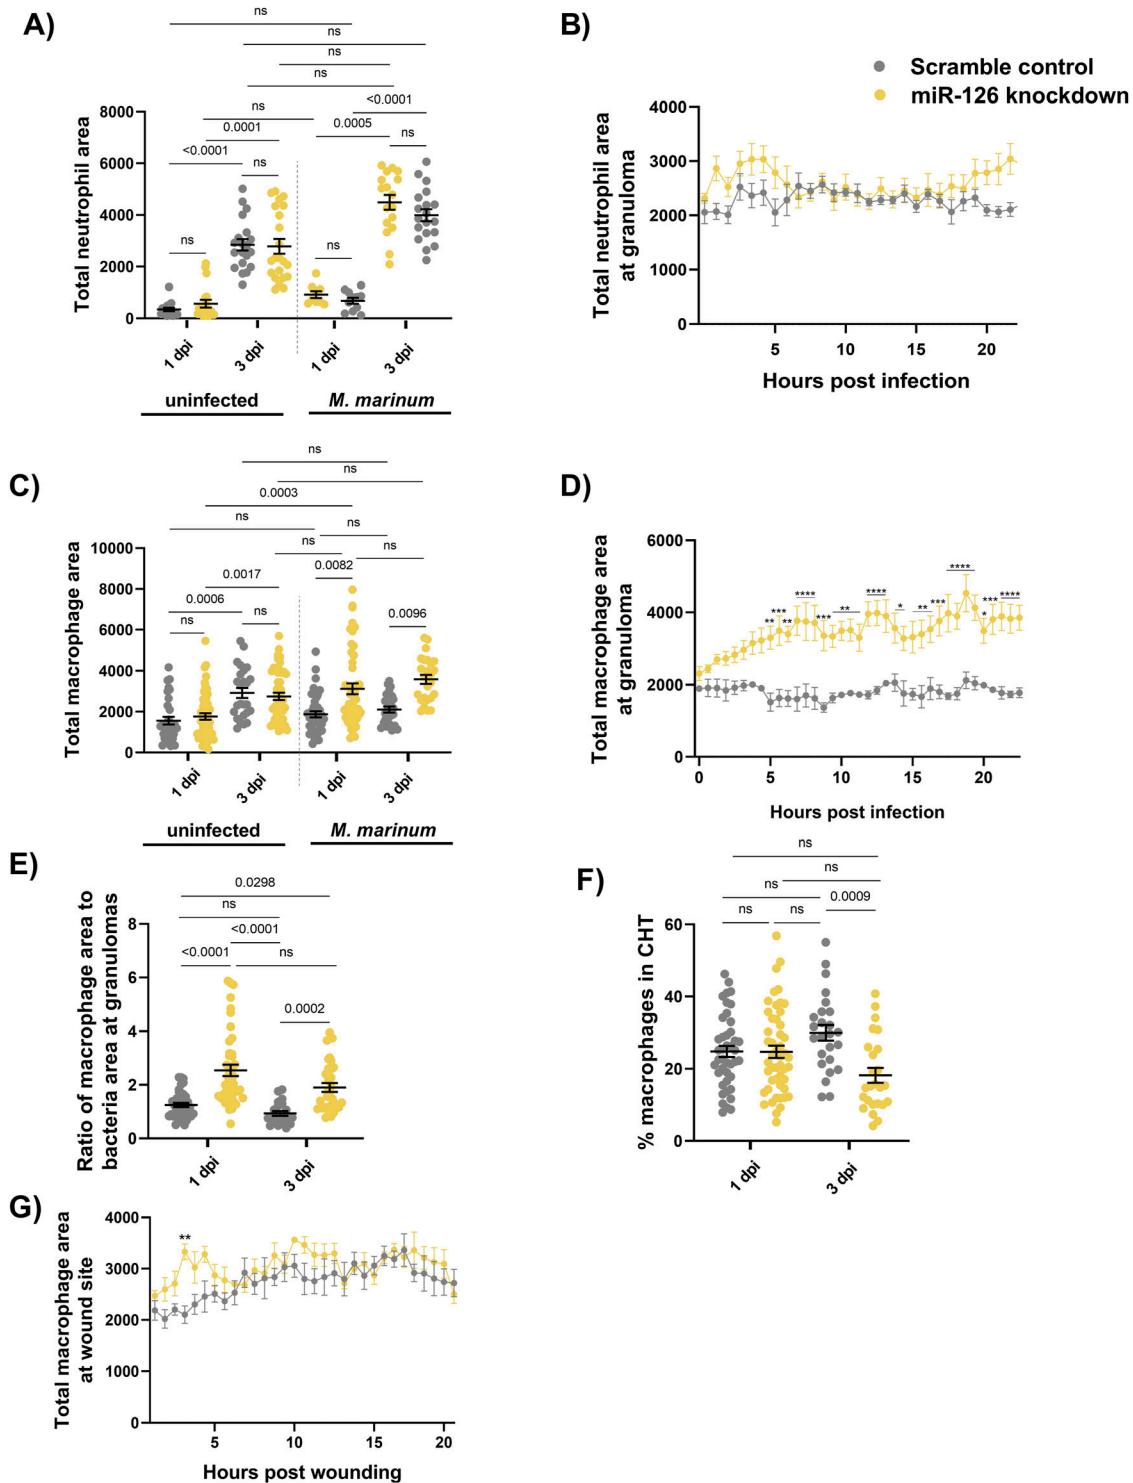 A)
ns
ns
ns
ns
ns
<0.0001
0.0001
0.0005
<0.0001
ns
ns
ns
ns
Total neutrophil area
8000
6000
4000
2000
0
1 dpi
3 dpi
1 dpi
3 dpi
uninfected
M. marinum
B)
Scramble control
miR-126 knockdown
Total neutrophil area
at granuloma
4000
3000
2000
1000
0
5
10
15
20
Hours post infection
C)
ns
ns
0.0003
ns
ns
ns
ns
0.0082
0.0017
0.0006
0.0096
ns
ns
Total macrophage area
10000
8000
6000
4000
2000
0
1 dpi
3 dpi
1 dpi
3 dpi
uninfected
M. marinum
D)
Total macrophage area
at granuloma
6000
4000
2000
0
**
***
**
****
***
**
****
*
**
***
****
*
***
****
0
5
10
15
20
Hours post infection
E)
0.0298
ns
<0.0001
<0.0001
ns
0.0002
Ratio of macrophage area to
bacteria area at granulomas
8
6
4
2
0
1 dpi
3 dpi
F)
ns
ns
ns
0.0009
ns
ns
% macrophages in CHT
60
40
20
0
1 dpi
3 dpi
G)
Total macrophage area
at wound site
4000
3000
2000
1000
0
**
5
10
15
20
Hours post wounding